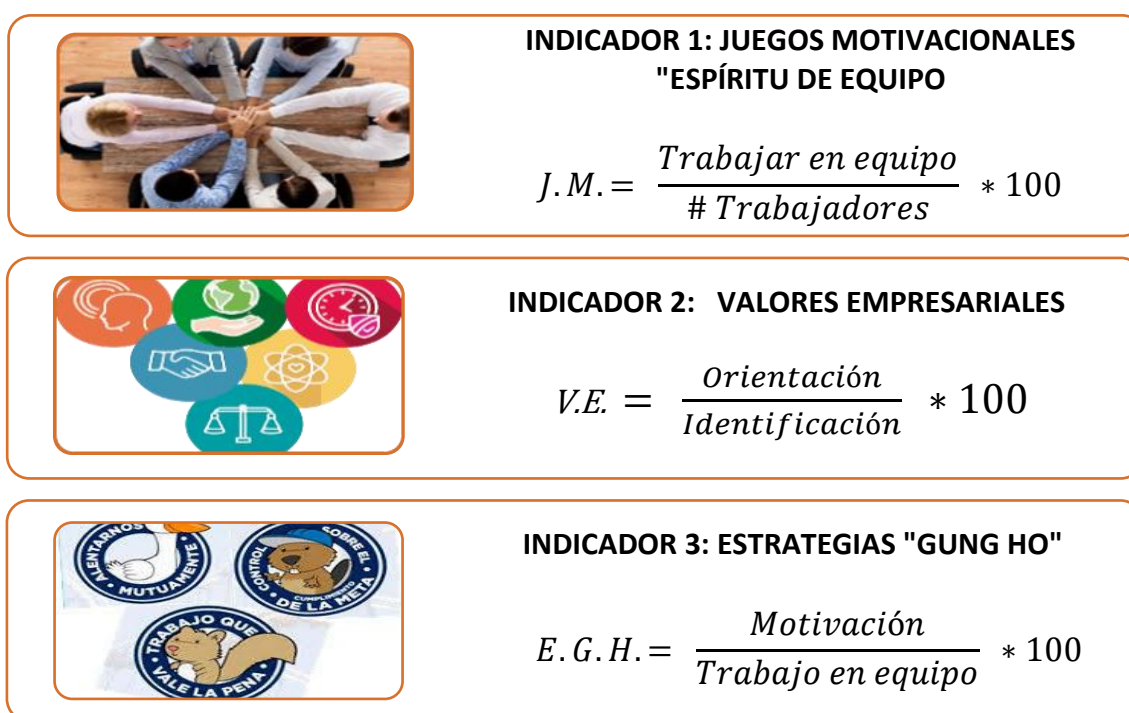 INDICADOR 1: JUEGOS MOTIVACIONALES
"ESPÍRITU DE EQUIPO
J. M. = Trabajar en equipo / # Trabajadores * 100
INDICADOR 2: VALORES EMPRESARIALES
V.E. = Orientación / Identificación * 100
ALENTARNOS MUTUAMENTE
CONTROL SOBRE EL CUMPLIMIENTO DE LA META
TRABAJO QUE VALE LA PENA
INDICADOR 3: ESTRATEGIAS "GUNG HO"
E. G. H. = Motivación / Trabajo en equipo * 100